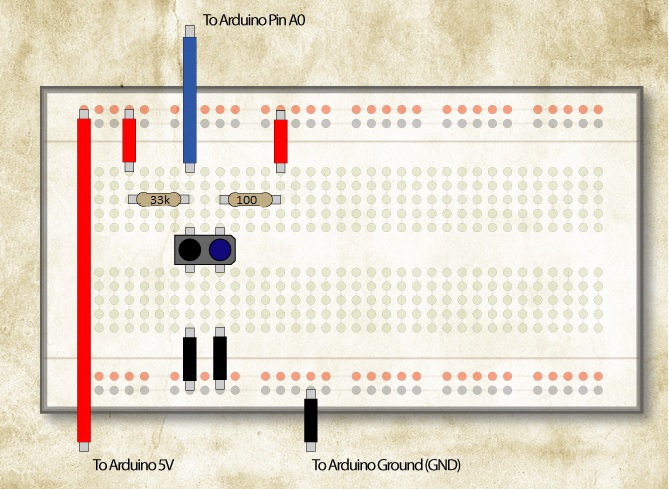 To Arduino Pin A0
33k
100
To Arduino 5V
To Arduino Ground (GND)